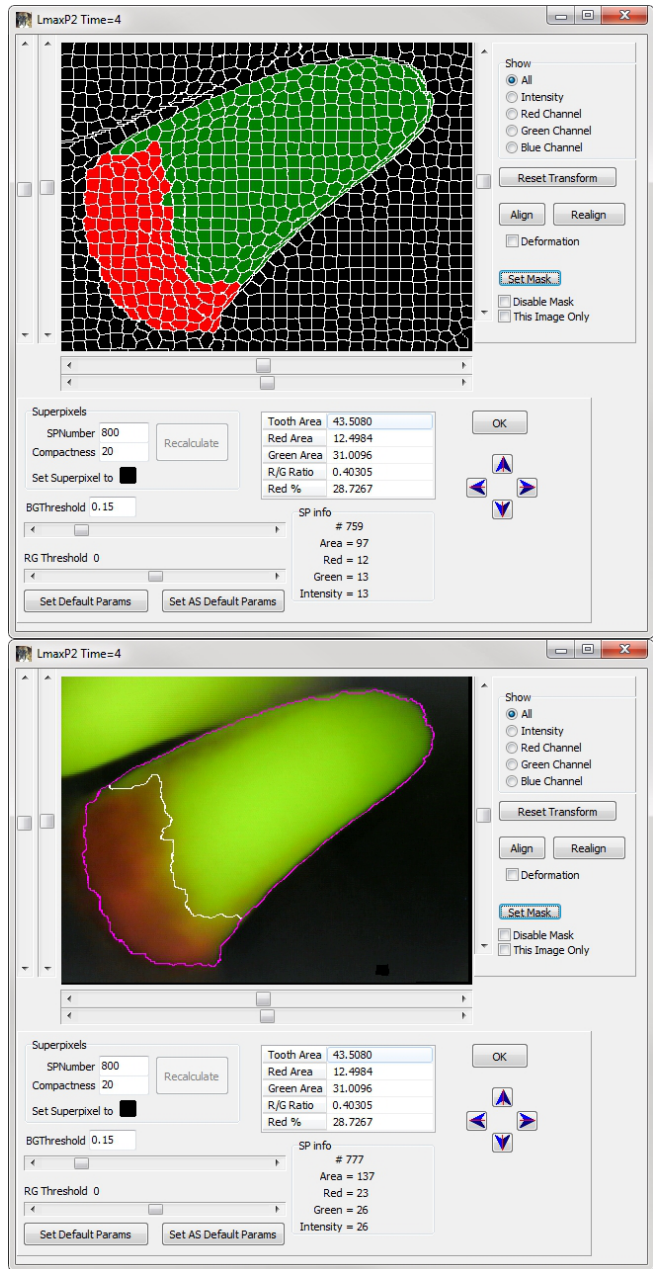 LmaxP2 Time=4
Show
All
Intensity
Red Channel
Green Channel
Blue Channel
Reset Transform
Align Realign
Deformation
Set Mask
Disable Mask
This Image Only
Superpixels
SPNumber 800
Compactness 20
Recalculate
Set Superpixel to
BGThreshold 0.15
RG Threshold 0
Set Default Params Set AS Default Params
Tooth Area 43.5080
Red Area 12.4984
Green Area 31.0096
R/G Ratio 0.40305
Red % 28.7267
SP info
# 759
Area = 97
Red = 12
Green = 13
Intensity = 13
OK
LmaxP2 Time=4
Show
All
Intensity
Red Channel
Green Channel
Blue Channel
Reset Transform
Align Realign
Deformation
Set Mask
Disable Mask
This Image Only
Superpixels
SPNumber 800
Compactness 20
Recalculate
Set Superpixel to
BGThreshold 0.15
RG Threshold 0
Set Default Params Set AS Default Params
Tooth Area 43.5080
Red Area 12.4984
Green Area 31.0096
R/G Ratio 0.40305
Red % 28.7267
SP info
# 777
Area = 137
Red = 23
Green = 26
Intensity = 26
OK